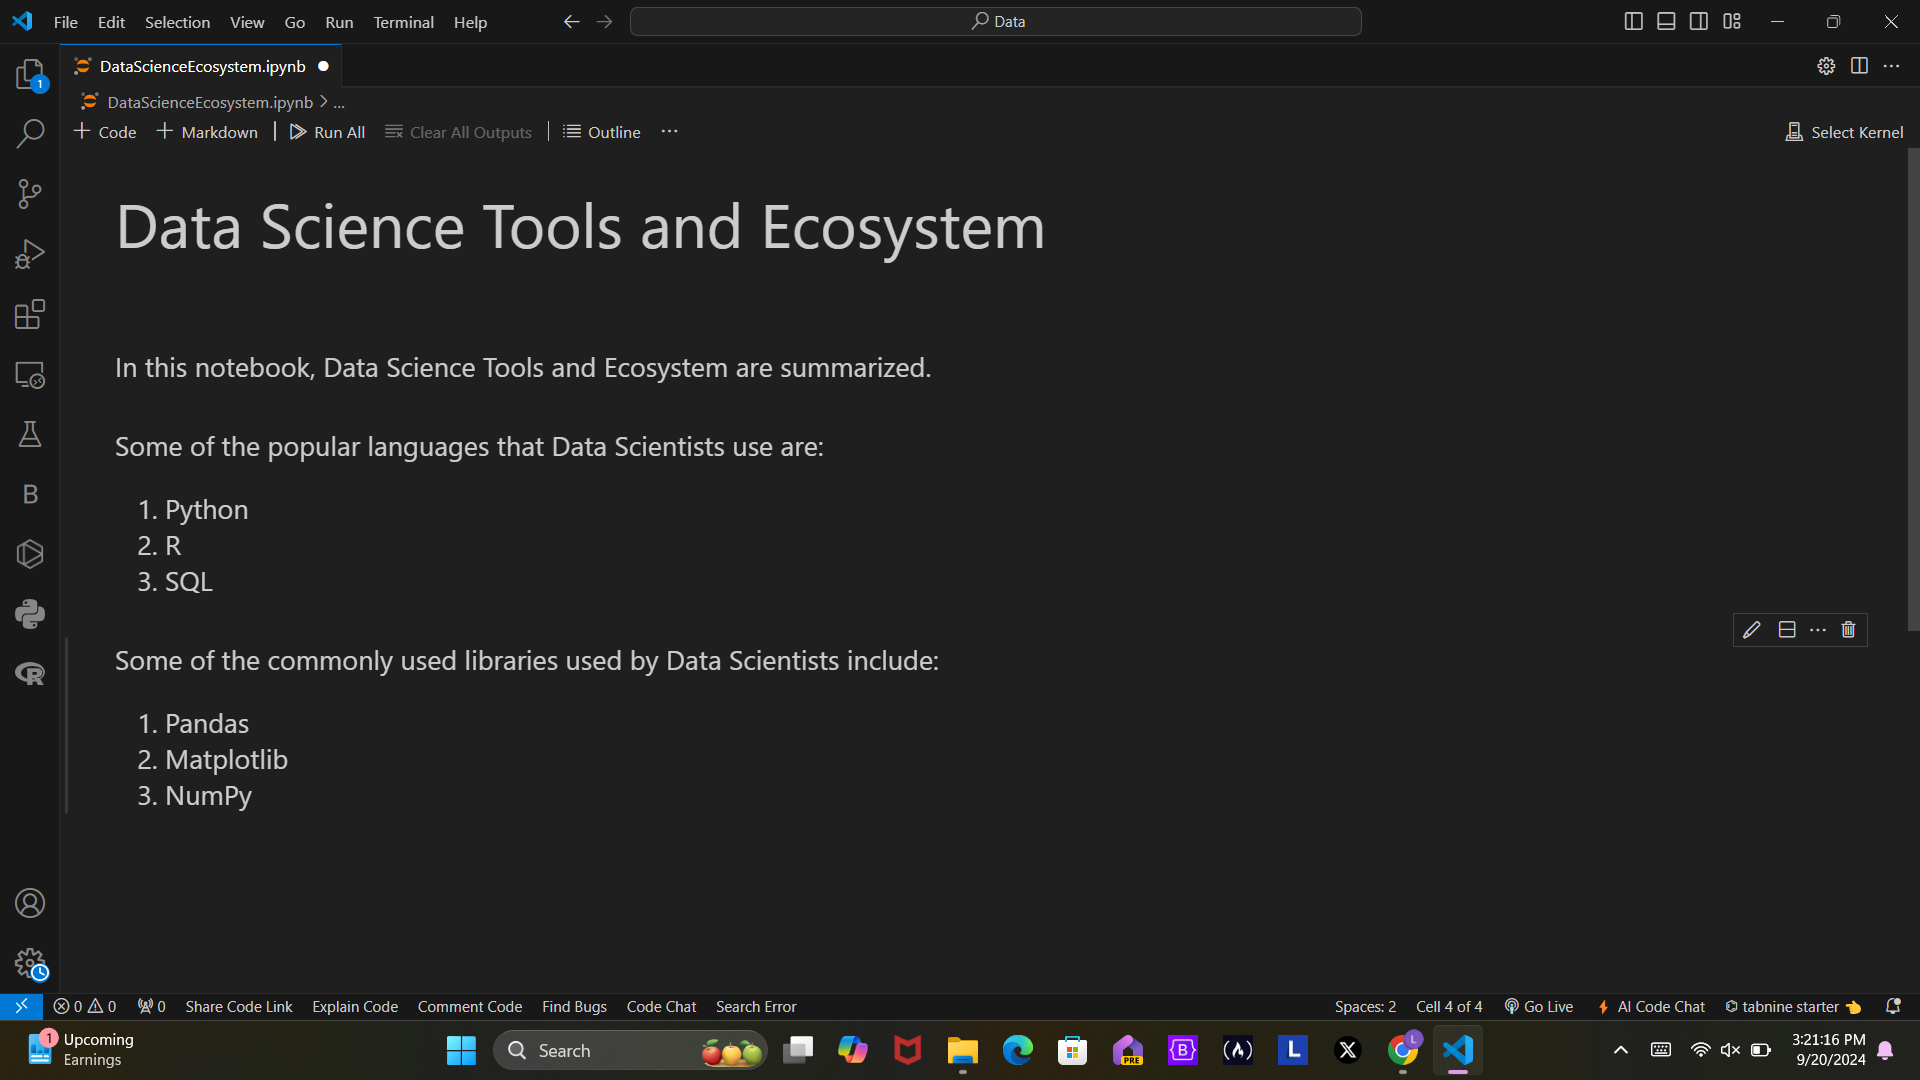 File Edit Selection View Go Run Terminal Help
Data
DataScienceEcosystem.ipynb
DataScienceEcosystem.ipynb > ...
+ Code + Markdown | Run All Clear All Outputs | Outline ...
Select Kernel
1
Data Science Tools and Ecosystem
In this notebook, Data Science Tools and Ecosystem are summarized.
Some of the popular languages that Data Scientists use are:
1. Python
2. R
3. SQL
Some of the commonly used libraries used by Data Scientists include:
1. Pandas
2. Matplotlib
3. NumPy
B
R
0 0 0 Share Code Link Explain Code Comment Code Find Bugs Code Chat Search Error
Spaces: 2 Cell 4 of 4 Go Live AI Code Chat tabnine starter
1
Upcoming
Earnings
Search
PRE
B
L
X
L
3:21:16 PM
9/20/2024